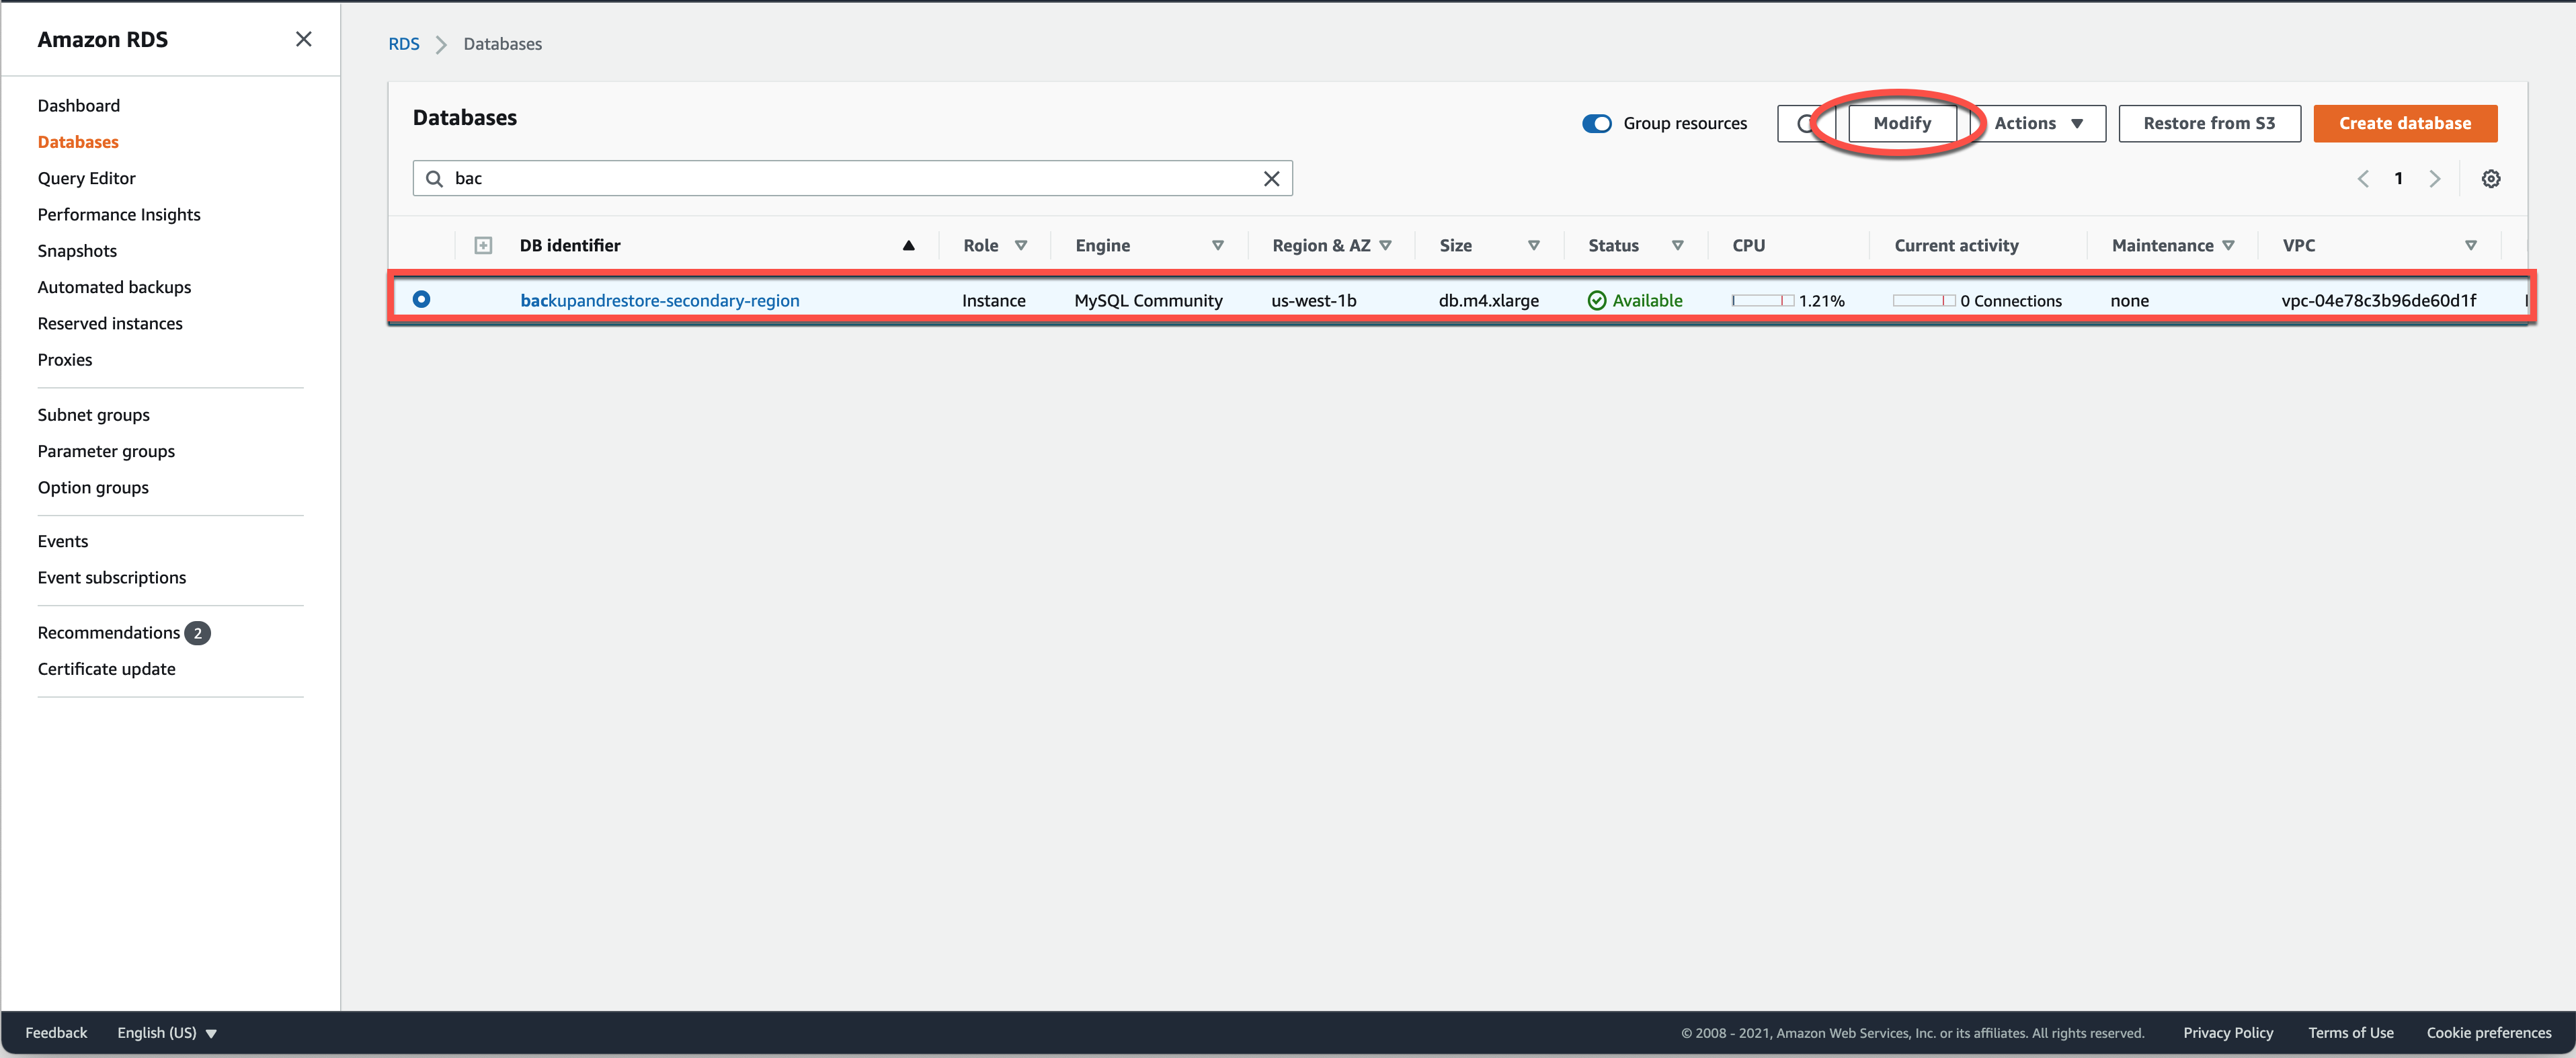 Amazon RDS
Dashboard
Databases
Query Editor
Performance Insights
Snapshots
Automated backups
Reserved instances
Proxies
Subnet groups
Parameter groups
Option groups
Events
Event subscriptions
Recommendations 2
Certificate update
RDS Databases
Databases
Group resources Modify Actions Restore from S3 Create database
bac
1
DB identifier Role Engine Region & AZ Size Status CPU Current activity Maintenance VPC
backupandrestore-secondary-region Instance MySQL Community us-west-1b db.m4.xlarge Available 1.21% 0 Connections none vpc-04e78c3b96de60d1f
Feedback English (US) © 2008 - 2021, Amazon Web Services, Inc. or its affiliates. All rights reserved. Privacy Policy Terms of Use Cookie preferences